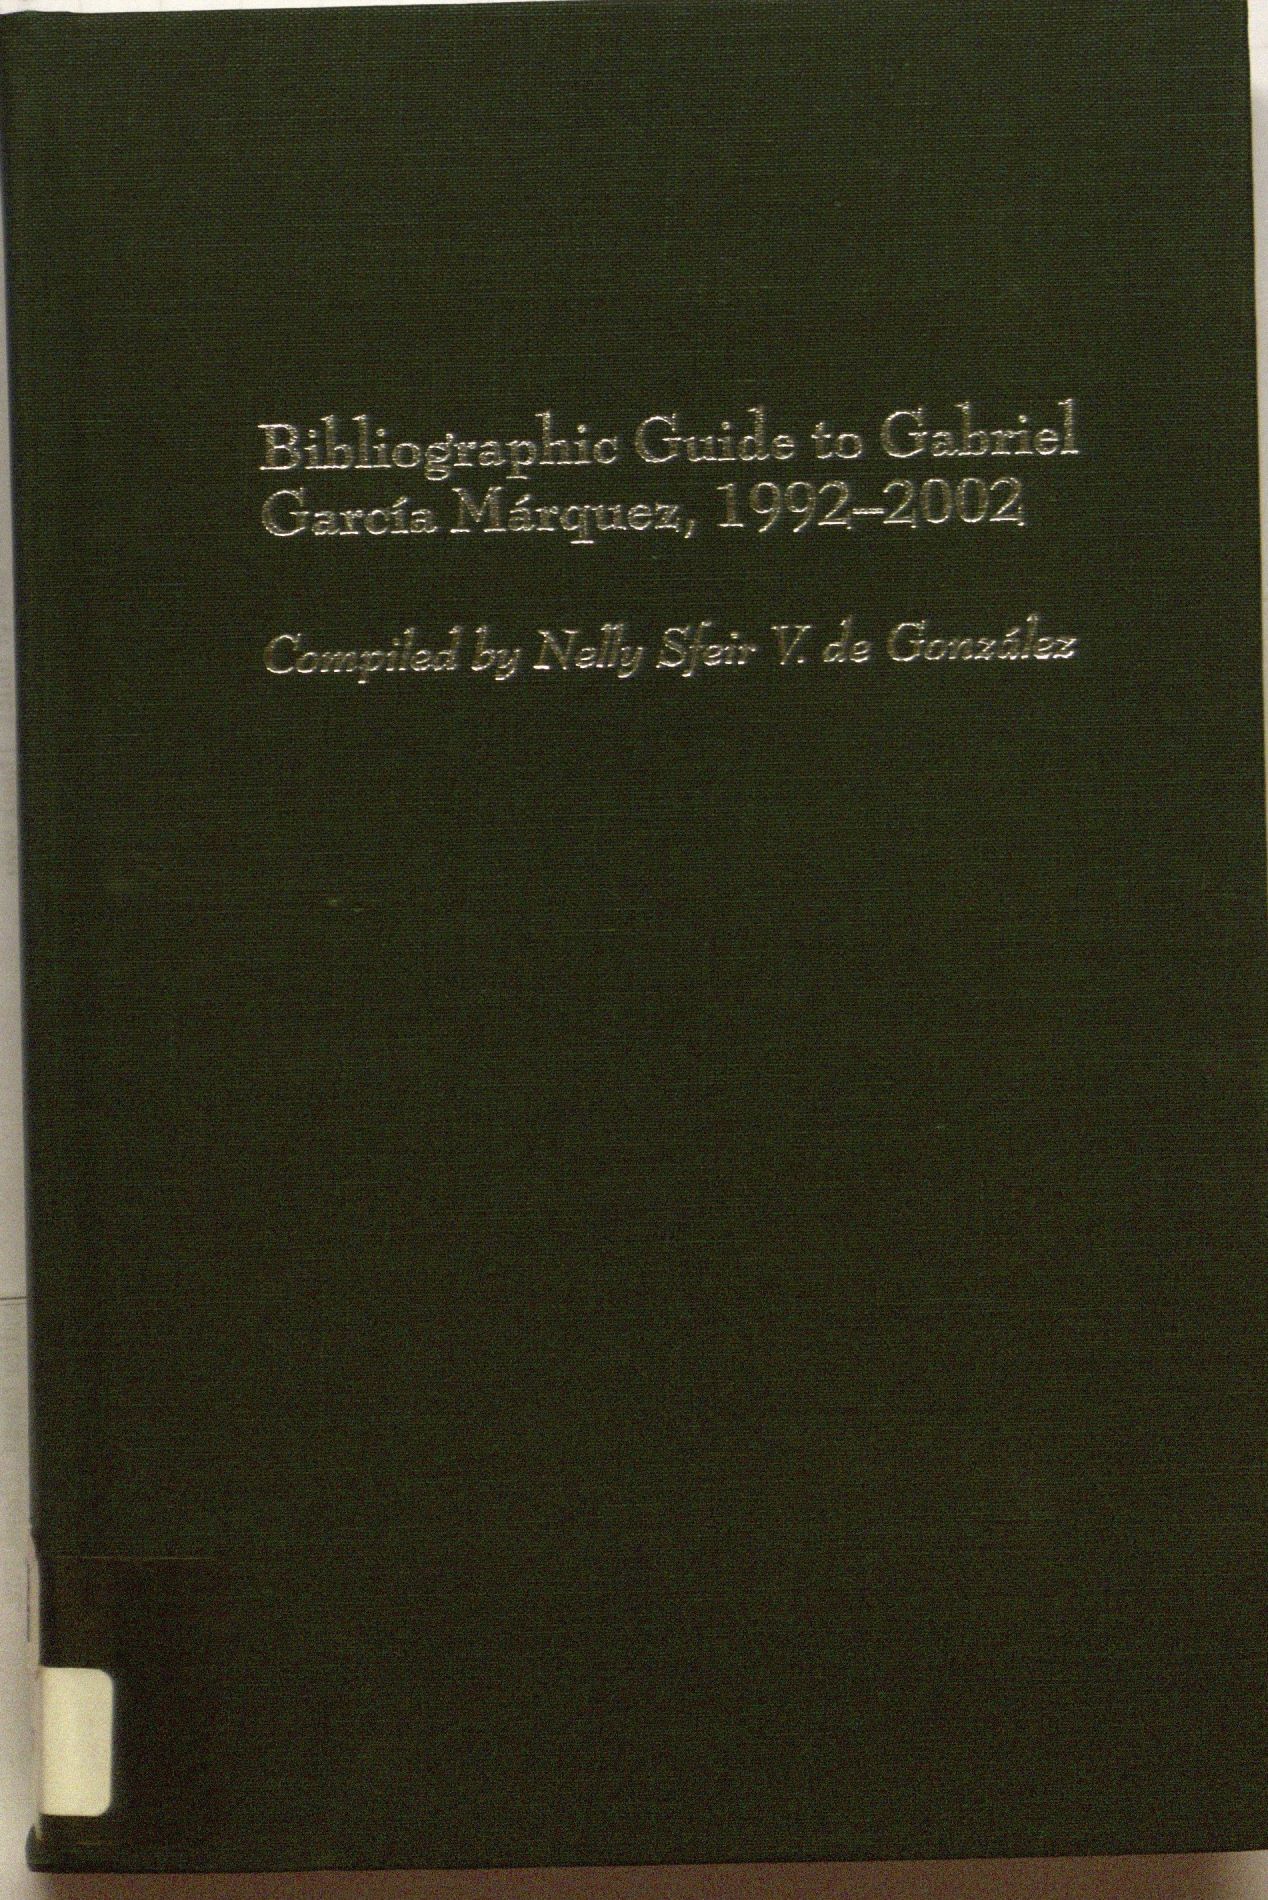 Bibliographic Guide to Gabriel
García Márquez, 1992–2002
Compiled by Nelly Sfeir V. de González